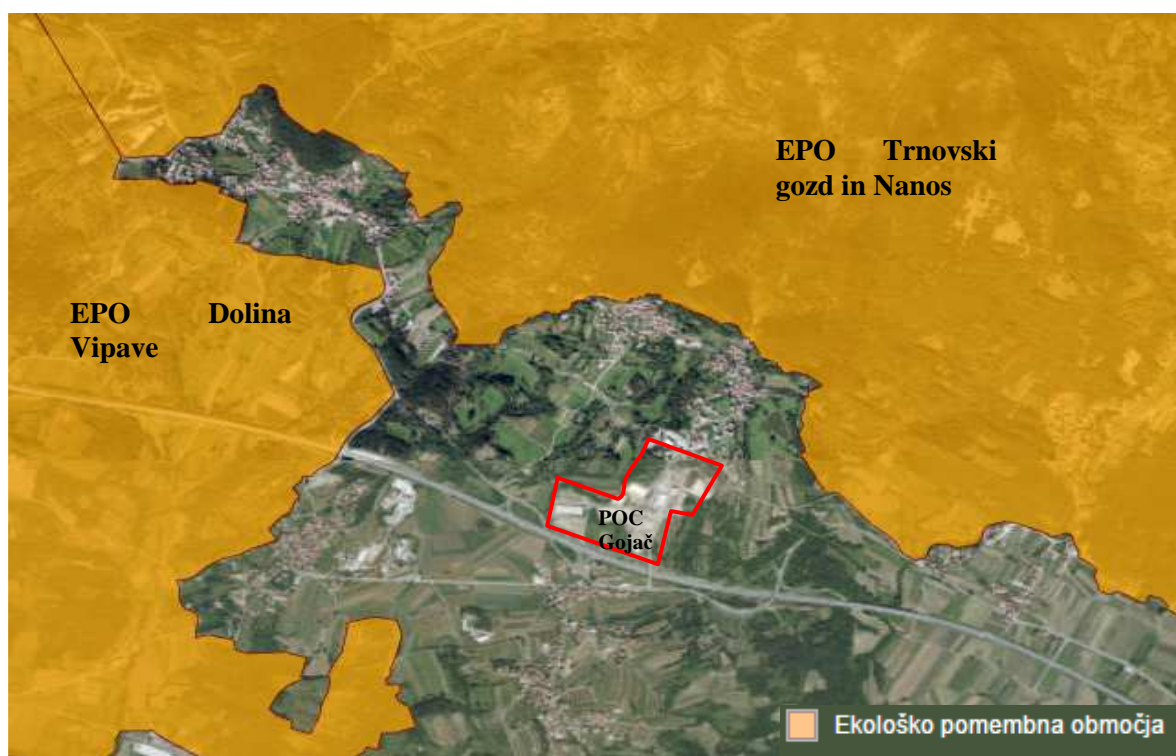 EPO Trnovski
gozd in Nanos
EPO Dolina
Vipave
POC
Gojač
Ekološko pomembna območja